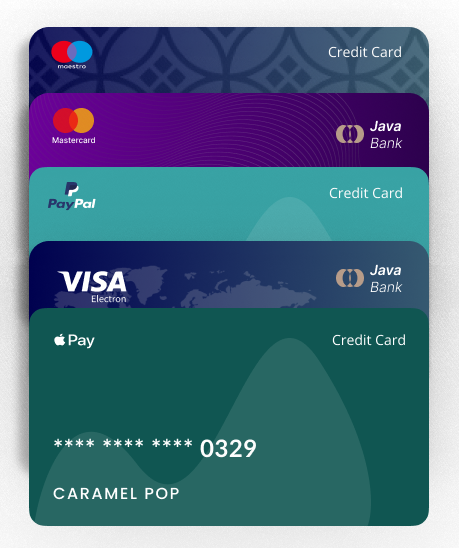 maestro
Credit Card
Mastercard
Java
Bank
PayPal
Credit Card
VISA
Electron
Java
Bank
Pay
Credit Card
**** **** **** 0329
CARAMEL POP